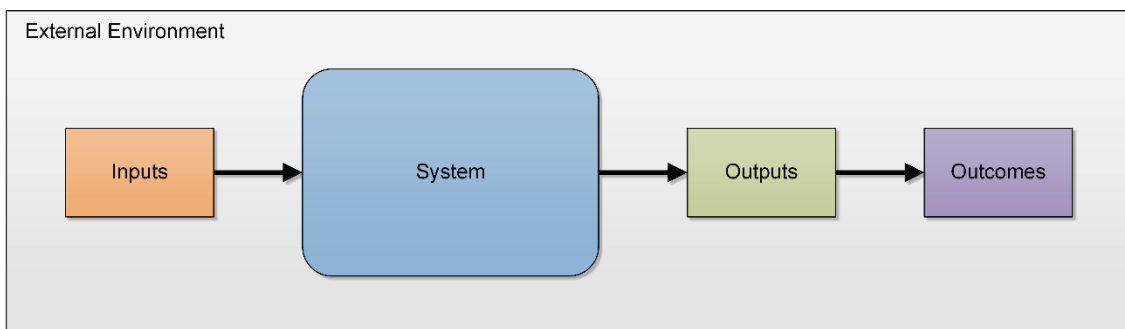 External Environment
Inputs
System
Outputs
Outcomes